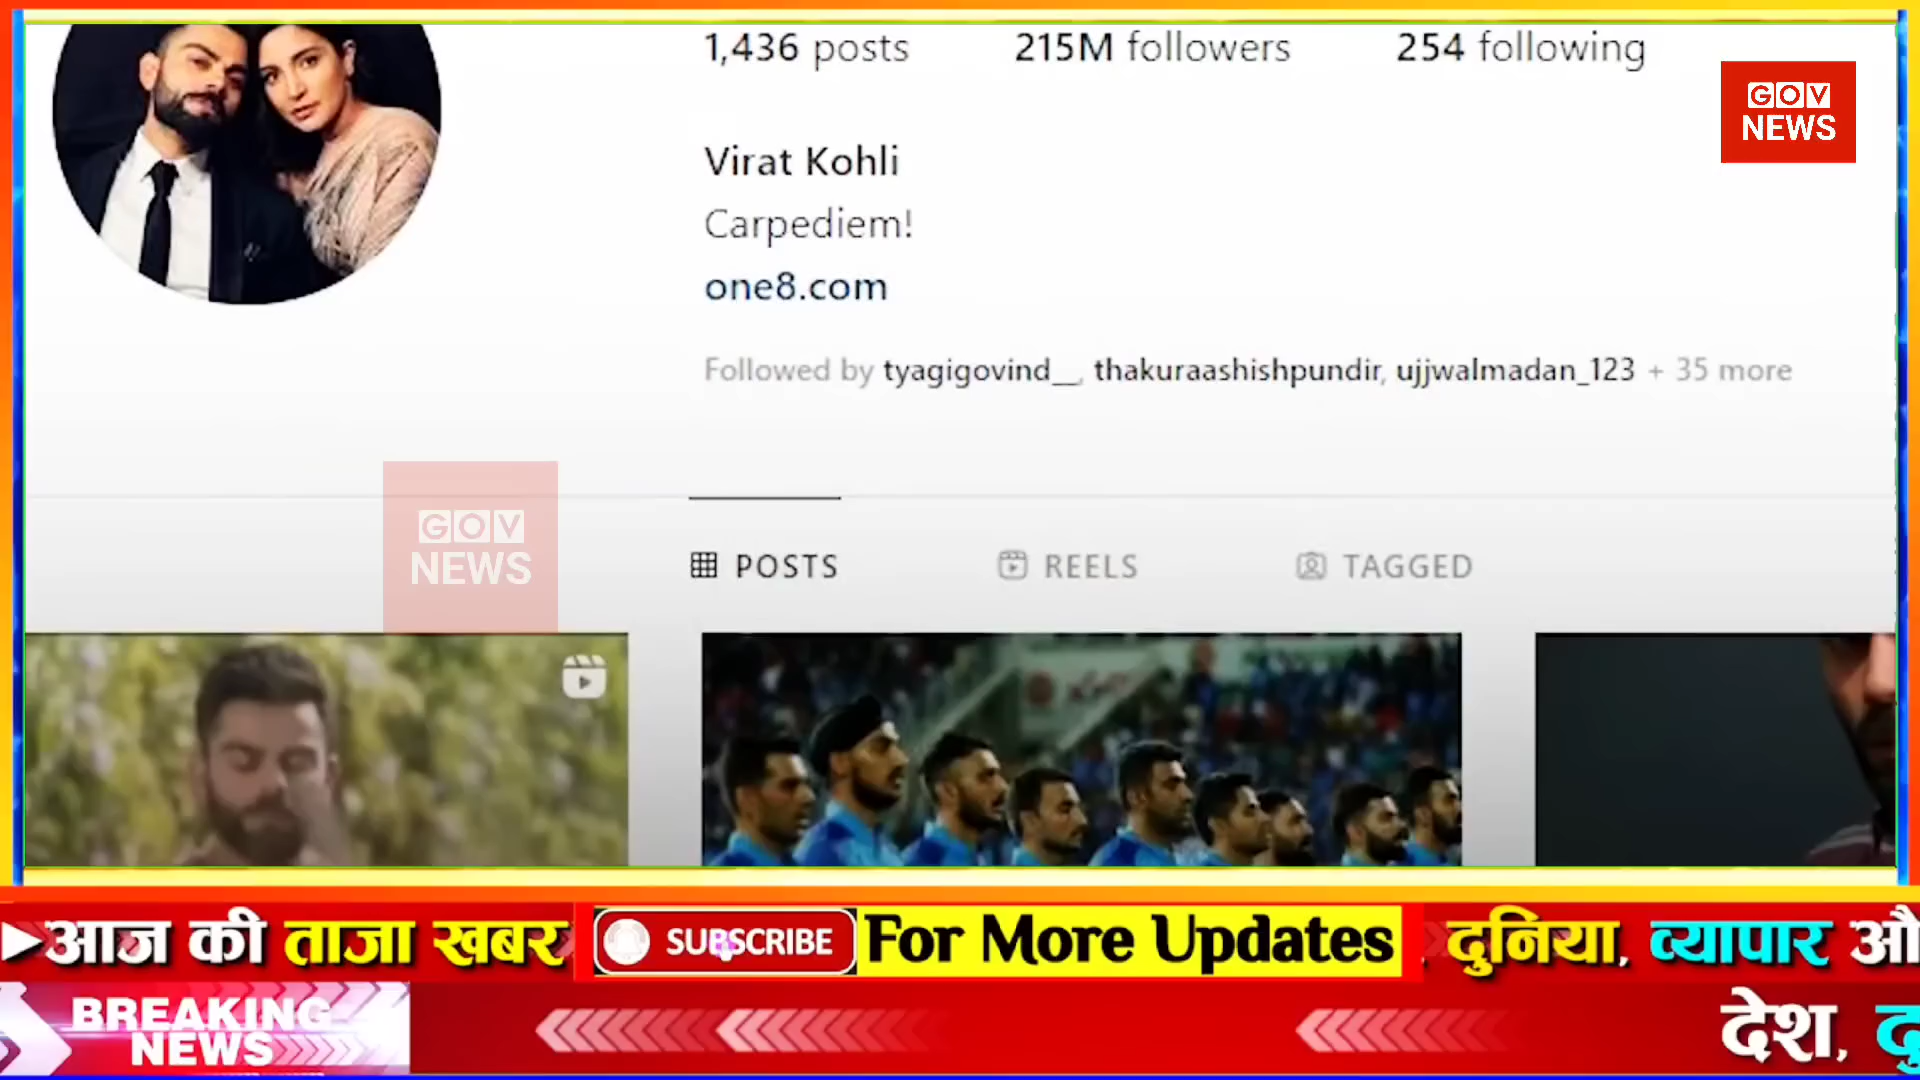 1,436 posts 215M followers 254 following
GOV
NEWS
Virat Kohli
Carpediem!
one8.com
Followed by tyagigovind__, thakuraashishpundir, ujjwalmadan_123 + 35 more
GOV
NEWS
POSTS REELS TAGGED
आज की ताजा खबर SUBSCRIBE For More Updates दुनिया, व्यापार
BREAKING
NEWS
देश,